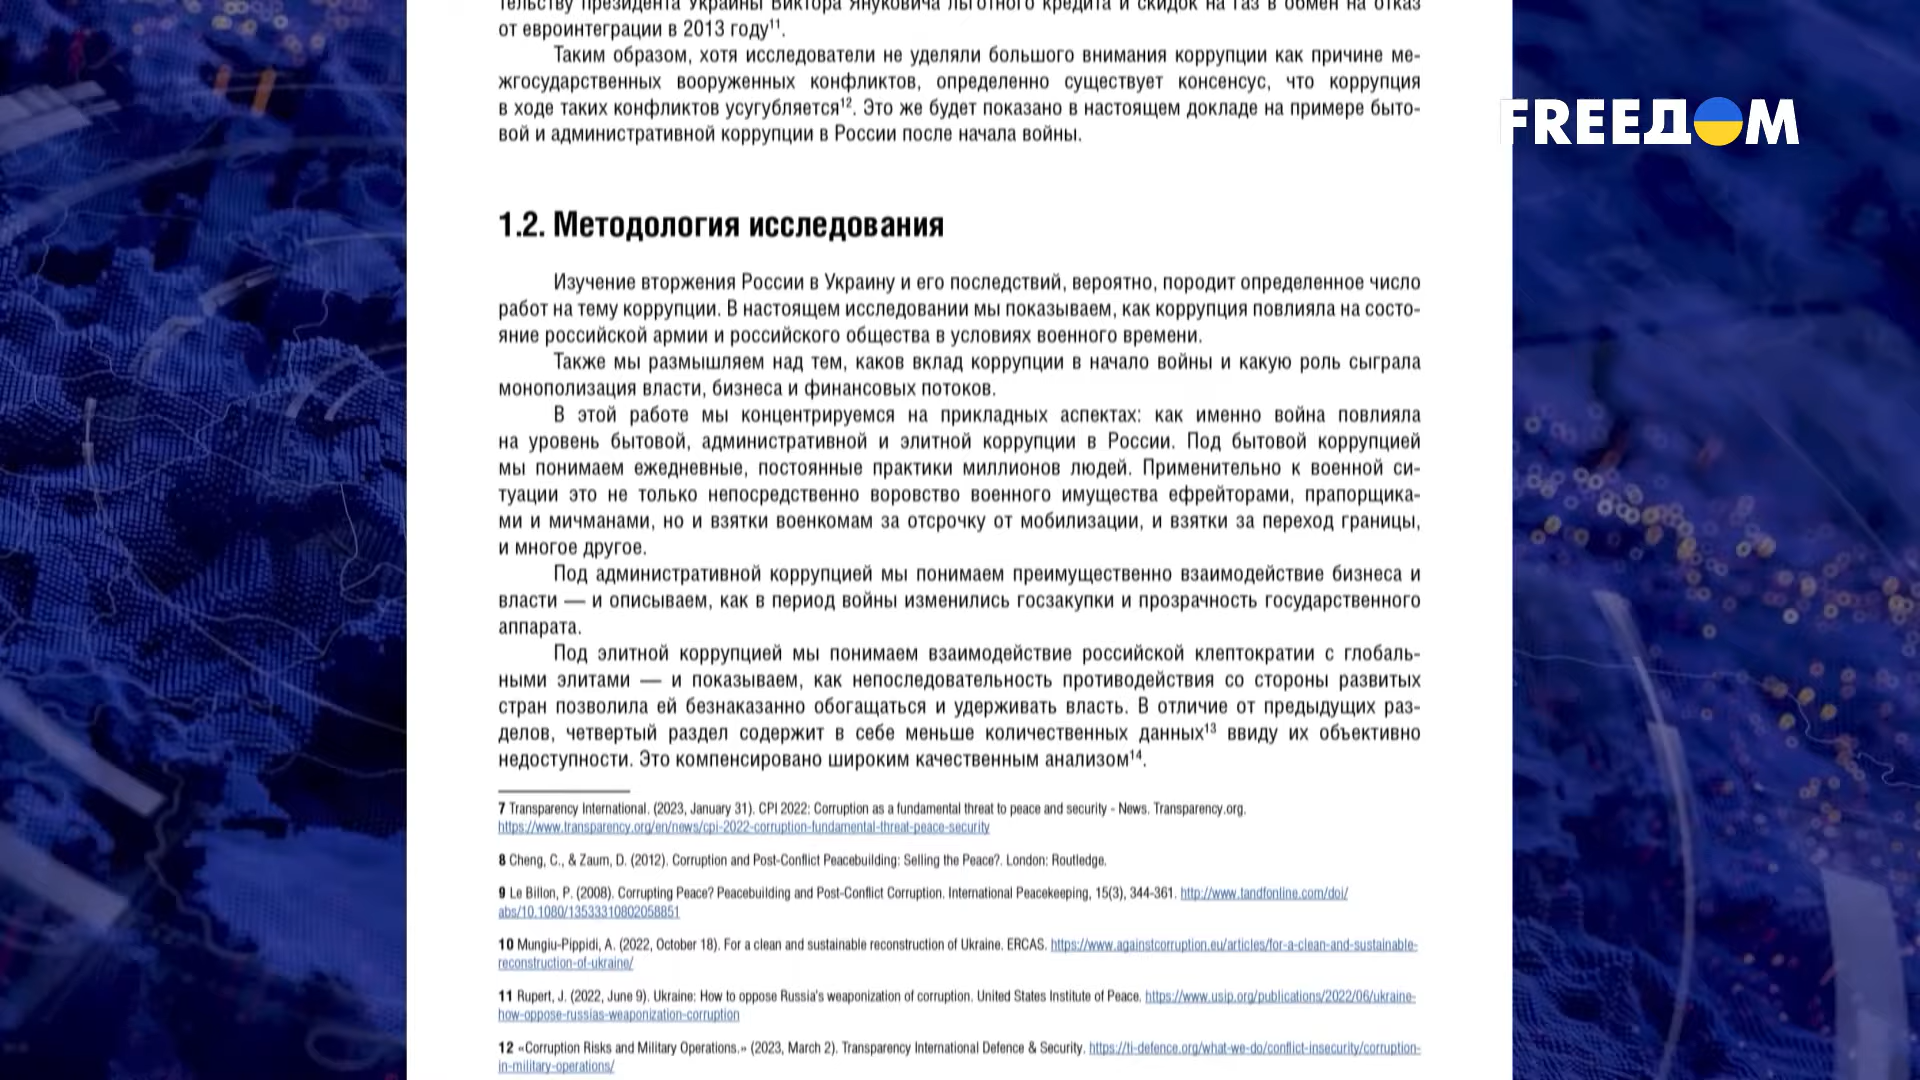 тельству президента Украины Виктора Януковича льготного кредита и скидок на газ в обмен на отказ
от евроинтеграции в 2013 году¹¹.
Таким образом, хотя исследователи не уделяли большого внимания коррупции как причине ме-
жгосударственных вооруженных конфликтов, определенно существует консенсус, что коррупция
в ходе таких конфликтов усугубляется¹². Это же будет показано в настоящем докладе на примере быто-
вой и административной коррупции в России после начала войны.
FREEДOM
1.2. Методология исследования
Изучение вторжения России в Украину и его последствий, вероятно, породит определенное число
работ на тему коррупции. В настоящем исследовании мы показываем, как коррупция повлияла на состо-
яние российской армии и российского общества в условиях военного времени.
Также мы размышляем над тем, каков вклад коррупции в начало войны и какую роль сыграла
монополизация власти, бизнеса и финансовых потоков.
В этой работе мы концентрируемся на прикладных аспектах: как именно война повлияла
на уровень бытовой, административной и элитной коррупции в России. Под бытовой коррупцией
мы понимаем ежедневные, постоянные практики миллионов людей. Применительно к военной си-
туации это не только непосредственно воровство военного имущества ефрейторами, прапорщика-
ми и мичманами, но и взятки военкомам за отсрочку от мобилизации, и взятки за переход границы,
и многое другое.
Под административной коррупцией мы понимаем преимущественно взаимодействие бизнеса и
власти — и описываем, как в период войны изменились госзакупки и прозрачность государственного
аппарата.
Под элитной коррупцией мы понимаем взаимодействие российской клептократии с глобаль-
ными элитами — и показываем, как непоследовательность противодействия со стороны развитых
стран позволила ей безнаказанно обогащаться и удерживать власть. В отличие от предыдущих раз-
делов, четвертый раздел содержит в себе меньше количественных данных¹³ ввиду их объективно
недоступности. Это компенсировано широким качественным анализом¹⁴.
7 Transparency International. (2023, January 31). CPI 2022: Corruption as a fundamental threat to peace and security - News. Transparency.org.
https://www.transparency.org/en/news/cpi-2022-corruption-fundamental-threat-peace-security
8 Cheng, C., & Zaum, D. (2012). Corruption and Post-Conflict Peacebuilding: Selling the Peace?. London: Routledge.
9 Le Billon, P. (2008). Corrupting Peace? Peacebuilding and Post-Conflict Corruption. International Peacekeeping, 15(3), 344-361. http://www.tandfonline.com/doi/
abs/10.1080/13533310802058851
10 Mungiu-Pippidi, A. (2022, October 18). For a clean and sustainable reconstruction of Ukraine. ERCAS. https://www.againstcorruption.eu/articles/for-a-clean-and-sustainable-
reconstruction-of-ukraine/
11 Rupert, J. (2022, June 9). Ukraine: How to oppose Russia's weaponization of corruption. United States Institute of Peace. https://www.usip.org/publications/2022/06/ukraine-
how-oppose-russias-weaponization-corruption
12 «Corruption Risks and Military Operations.» (2023, March 2). Transparency International Defence & Security. https://ti-defence.org/what-we-do/conflict-insecurity/corruption-
in-military-operations/